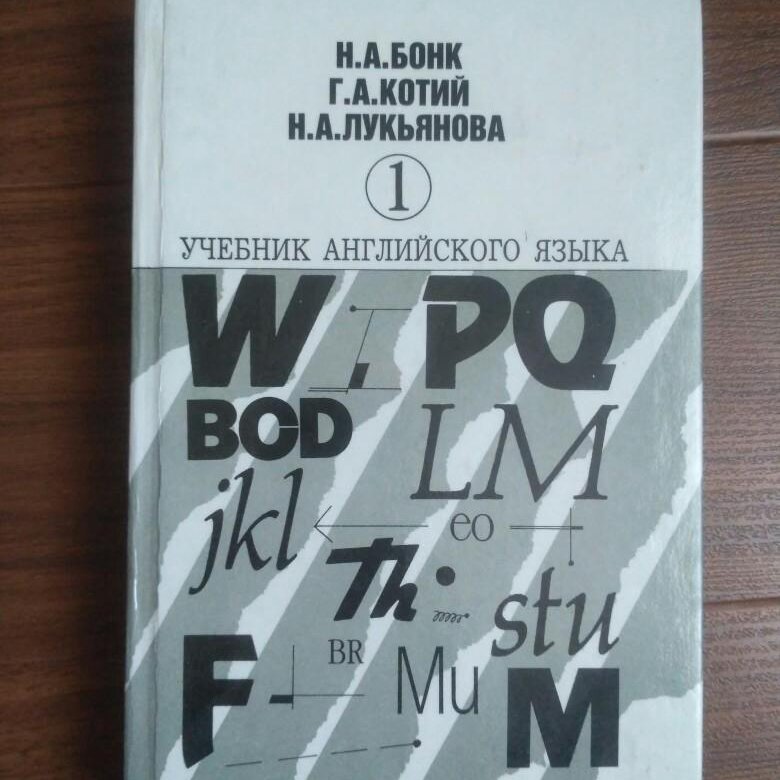 Н.А.БОНК
Г.А.КОТИЙ
Н.А.ЛУКЬЯНОВА
1
УЧЕБНИК АНГЛИЙСКОГО ЯЗЫКА
W I PQ
BOD LM
jkl eo
Th stu
F BR Mu M